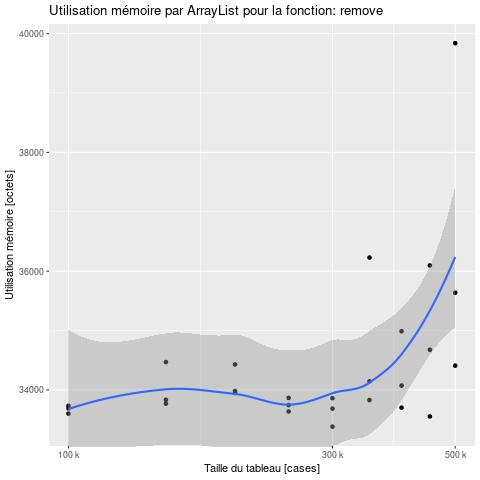 Utilisation mémoire par ArrayList pour la fonction: remove
40000
38000
36000
34000
Utilisation mémoire [octets]
100 k
300 k
500 k
Taille du tableau [cases]